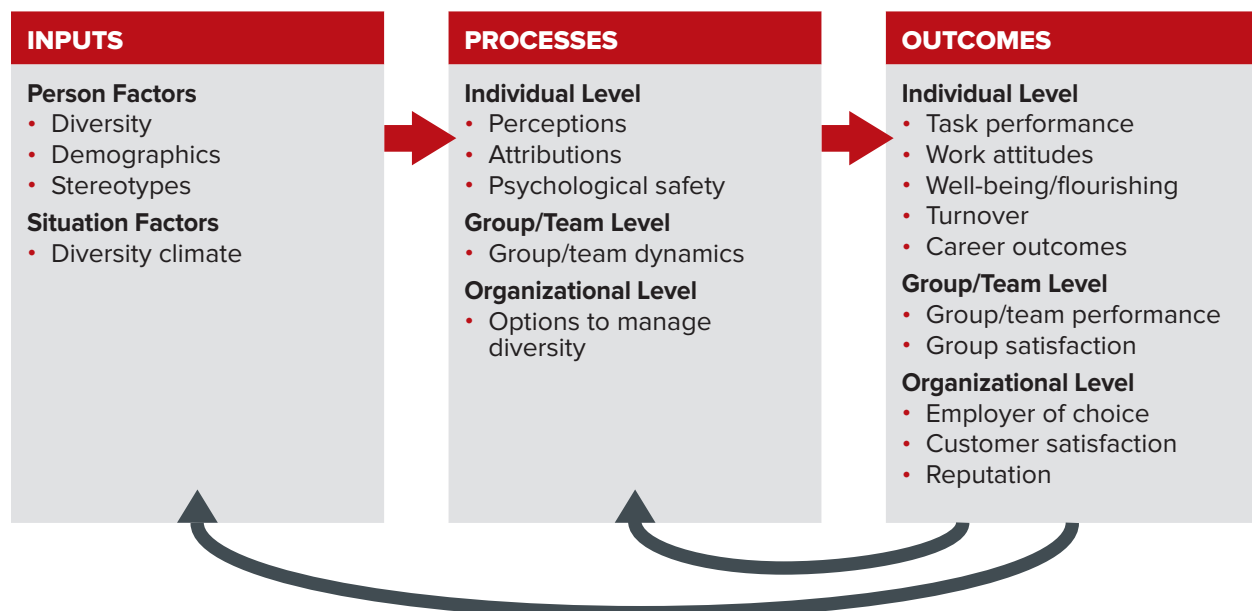 INPUTS
Person Factors
• Diversity
• Demographics
• Stereotypes
Situation Factors
• Diversity climate
PROCESSES
Individual Level
• Perceptions
• Attributions
• Psychological safety
Group/Team Level
• Group/team dynamics
Organizational Level
• Options to manage
diversity
OUTCOMES
Individual Level
• Task performance
• Work attitudes
• Well-being/flourishing
• Turnover
• Career outcomes
Group/Team Level
• Group/team performance
• Group satisfaction
Organizational Level
• Employer of choice
• Customer satisfaction
• Reputation